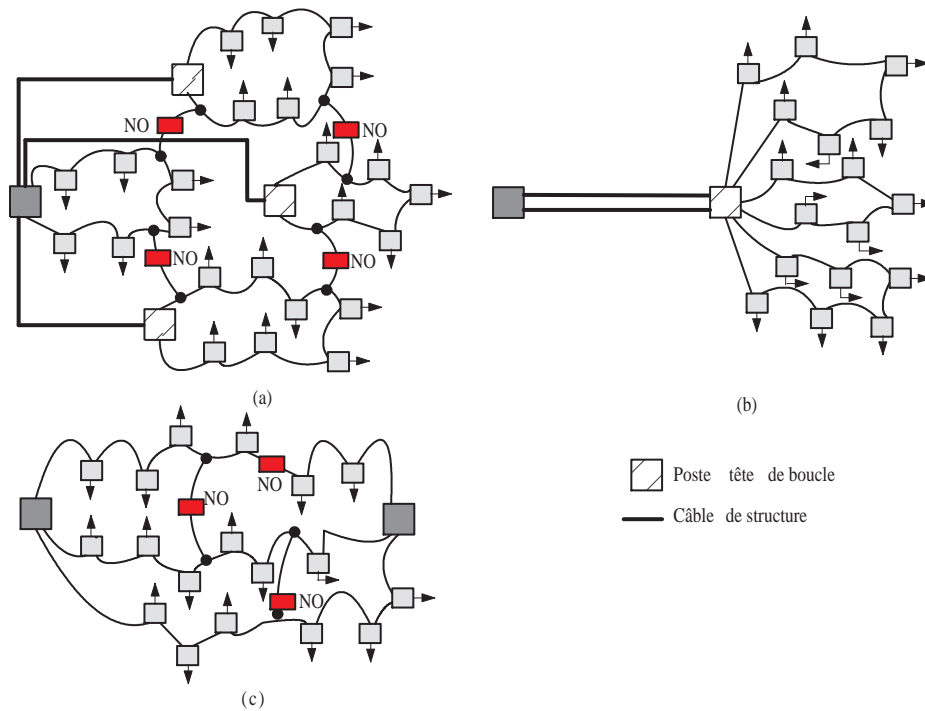 NO
NO
NO
NO
(a)
(b)
NO
NO
NO
(c)
Poste tête de boucle
Câble de structure